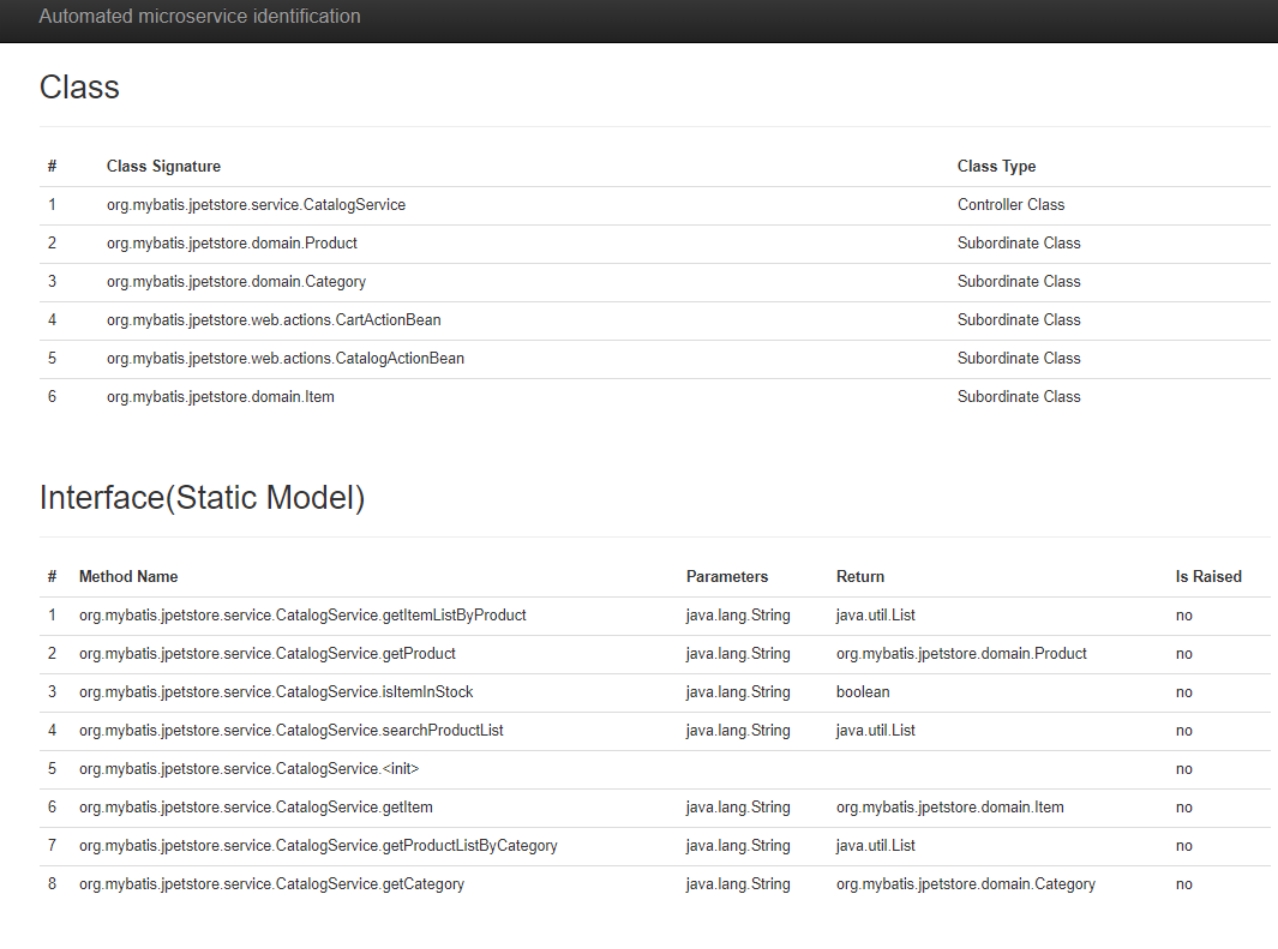 Automated microservice identification
Class
# Class Signature Class Type
1 org.mybatis.jpetstore.service.CatalogService Controller Class
2 org.mybatis.jpetstore.domain.Product Subordinate Class
3 org.mybatis.jpetstore.domain.Category Subordinate Class
4 org.mybatis.jpetstore.web.actions.CartActionBean Subordinate Class
5 org.mybatis.jpetstore.web.actions.CatalogActionBean Subordinate Class
6 org.mybatis.jpetstore.domain.Item Subordinate Class
Interface(Static Model)
# Method Name Parameters Return Is Raised
1 org.mybatis.jpetstore.service.CatalogService.getItemListByProduct java.lang.String java.util.List no
2 org.mybatis.jpetstore.service.CatalogService.getProduct java.lang.String org.mybatis.jpetstore.domain.Product no
3 org.mybatis.jpetstore.service.CatalogService.isItemInStock java.lang.String boolean no
4 org.mybatis.jpetstore.service.CatalogService.searchProductList java.lang.String java.util.List no
5 org.mybatis.jpetstore.service.CatalogService.<init> no
6 org.mybatis.jpetstore.service.CatalogService.getItem java.lang.String org.mybatis.jpetstore.domain.Item no
7 org.mybatis.jpetstore.service.CatalogService.getProductListByCategory java.lang.String java.util.List no
8 org.mybatis.jpetstore.service.CatalogService.getCategory java.lang.String org.mybatis.jpetstore.domain.Category no